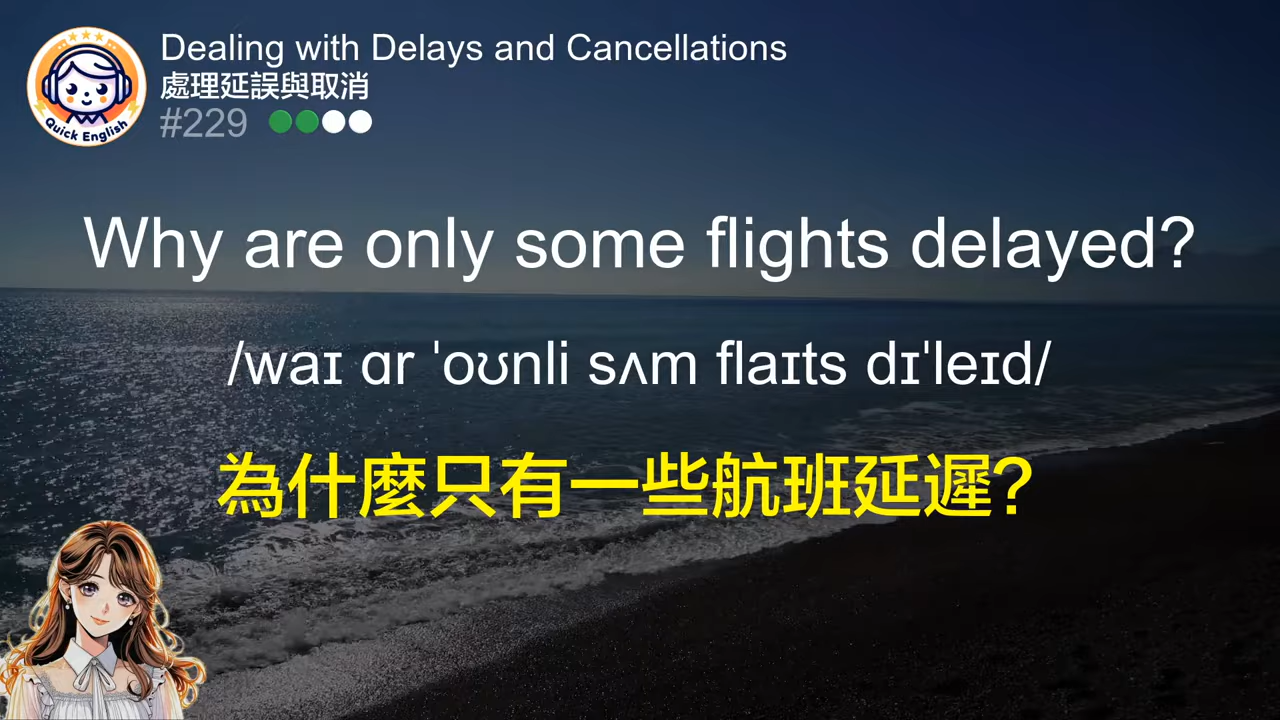 Dealing with Delays and Cancellations
處理延誤與取消
#229
Quick English
Why are only some flights delayed?
/waɪ ɑr ˈoʊnli sʌm flaɪts dɪˈleɪd/
為什麼只有一些航班延遲?